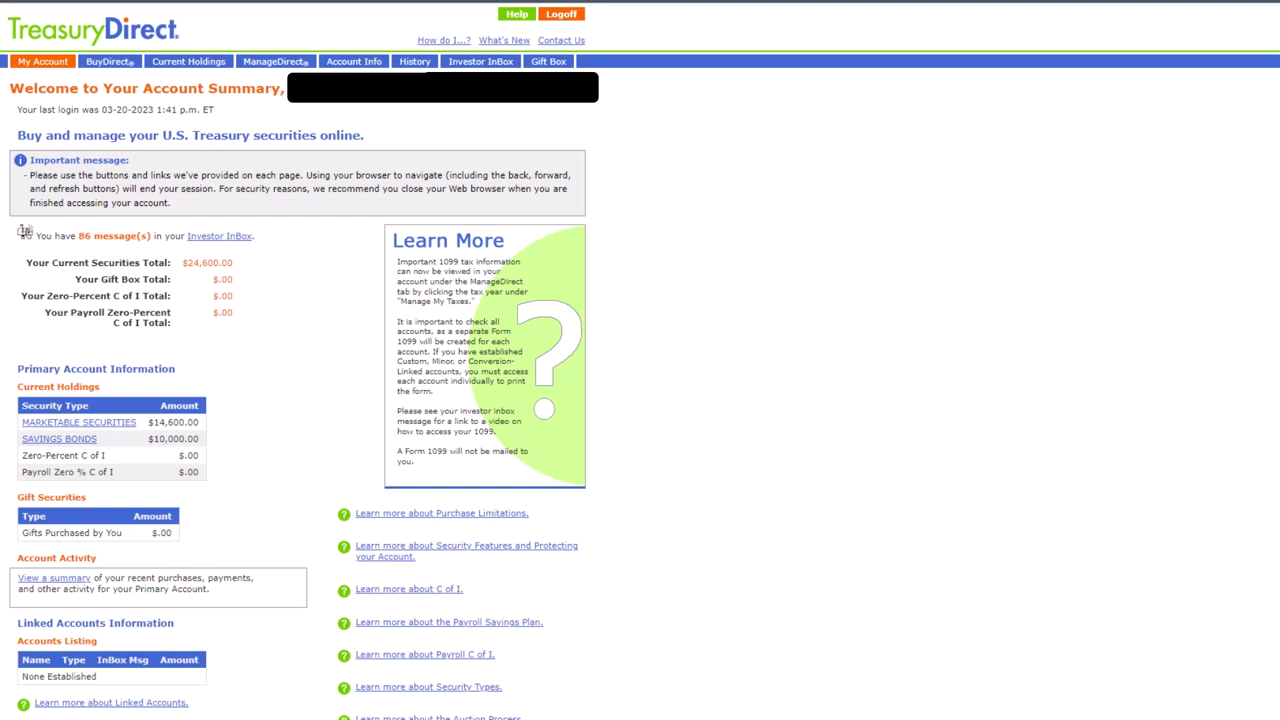 TreasuryDirect.
Help Logoff
How do I...? What's New Contact Us
My Account BuyDirect® Current Holdings ManageDirect® Account Info History Investor InBox Gift Box
Welcome to Your Account Summary,
Your last login was 03-20-2023 1:41 p.m. ET
Buy and manage your U.S. Treasury securities online.
Important message:
- Please use the buttons and links we've provided on each page. Using your browser to navigate (including the back, forward,
and refresh buttons) will end your session. For security reasons, we recommend you close your Web browser when you are
finished accessing your account.
You have 86 message(s) in your Investor InBox.
Your Current Securities Total: $24,600.00
Your Gift Box Total: $.00
Your Zero-Percent C of I Total: $.00
Your Payroll Zero-Percent $.00
C of I Total:
Learn More
Important 1099 tax information
can now be viewed in your
account under the ManageDirect
tab by clicking the tax year under
"Manage My Taxes."
It is important to check all
accounts, as a separate Form
1099 will be created for each
account. If you have established
Custom, Minor, or Conversion-
Linked accounts, you must access
each account individually to print
the form.
Please see your investor inbox
message for a link to a video on
how to access your 1099.
A Form 1099 will not be mailed to
you.
?
Primary Account Information
Current Holdings
Security Type Amount
MARKETABLE SECURITIES $14,600.00
SAVINGS BONDS $10,000.00
Zero-Percent C of I $.00
Payroll Zero % C of I $.00
Gift Securities
Type Amount
Gifts Purchased by You $.00
Account Activity
View a summary of your recent purchases, payments,
and other activity for your Primary Account.
Linked Accounts Information
Accounts Listing
Name Type InBox Msg Amount
None Established
? Learn more about Linked Accounts.
? Learn more about Purchase Limitations.
? Learn more about Security Features and Protecting
your Account.
? Learn more about C of I.
? Learn more about the Payroll Savings Plan.
? Learn more about Payroll C of I.
? Learn more about Security Types.
? Learn more about the Auction Process.